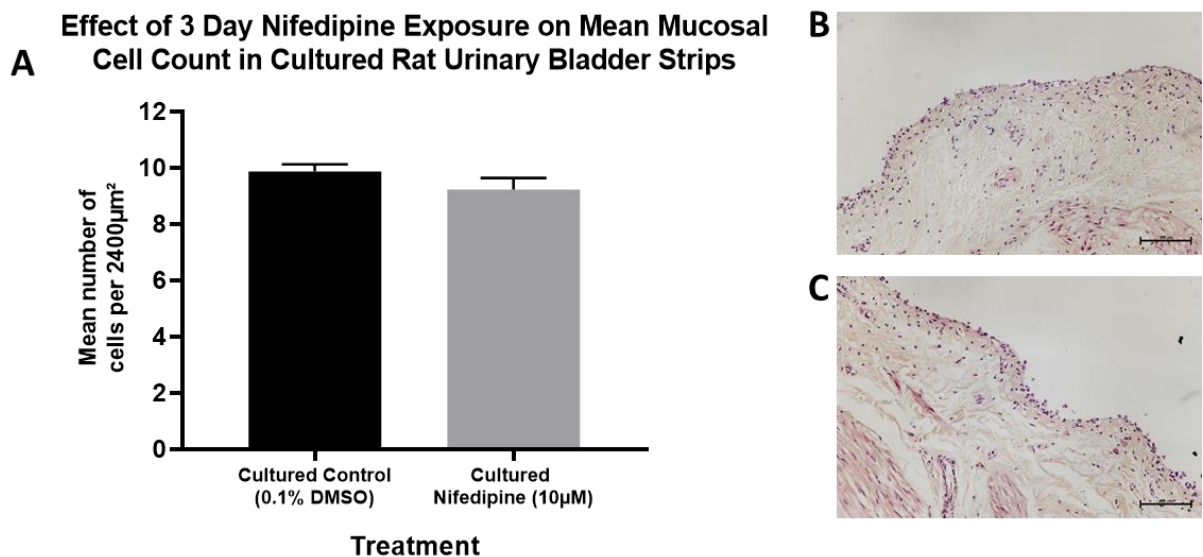 Effect of 3 Day Nifedipine Exposure on Mean Mucosal
Cell Count in Cultured Rat Urinary Bladder Strips
A
Mean number of
cells per 2400µm²
12
10
8
6
4
2
0
Cultured Control
(0.1% DMSO)
Cultured
Nifedipine (10µM)
Treatment
B
C